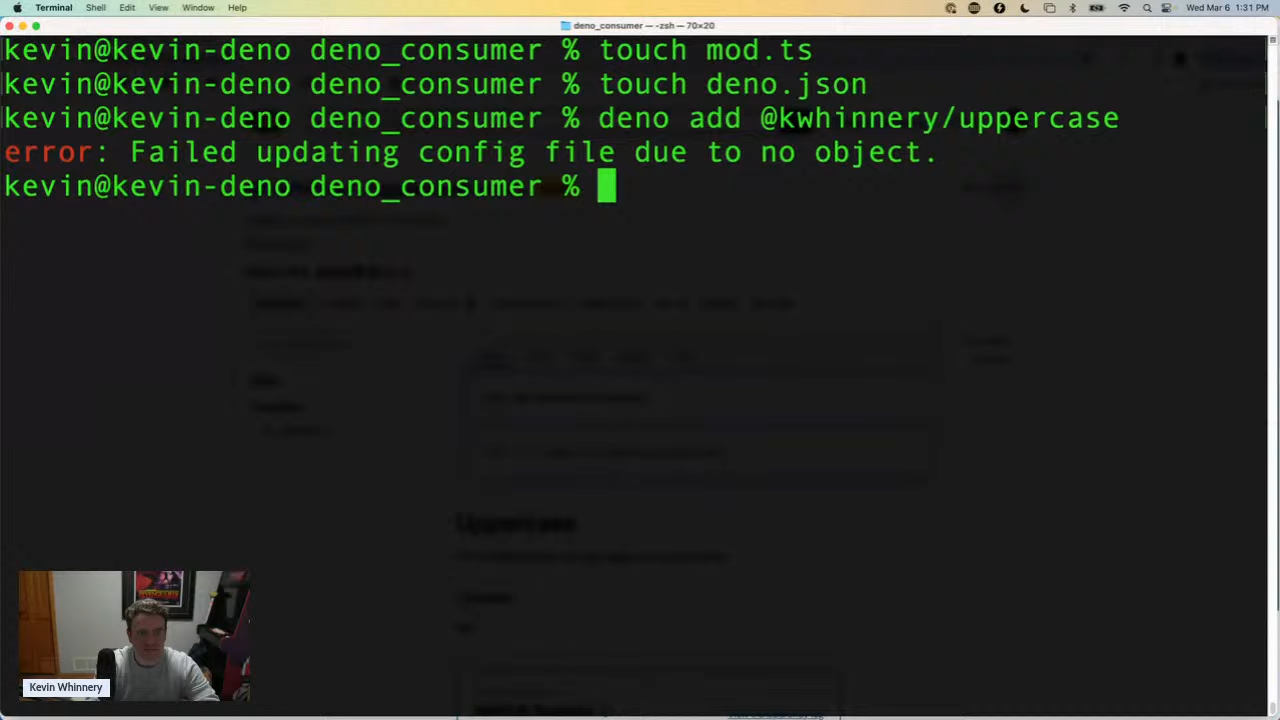 Terminal Shell Edit View Window Help Wed Mar 6 1:31 PM
deno_consumer — -zsh — 70×20
kevin@kevin-deno deno_consumer % touch mod.ts
kevin@kevin-deno deno_consumer % touch deno.json
kevin@kevin-deno deno_consumer % deno add @kwhinnery/uppercase
error: Failed updating config file due to no object.
kevin@kevin-deno deno_consumer %
Uppercase
Kevin Whinnery